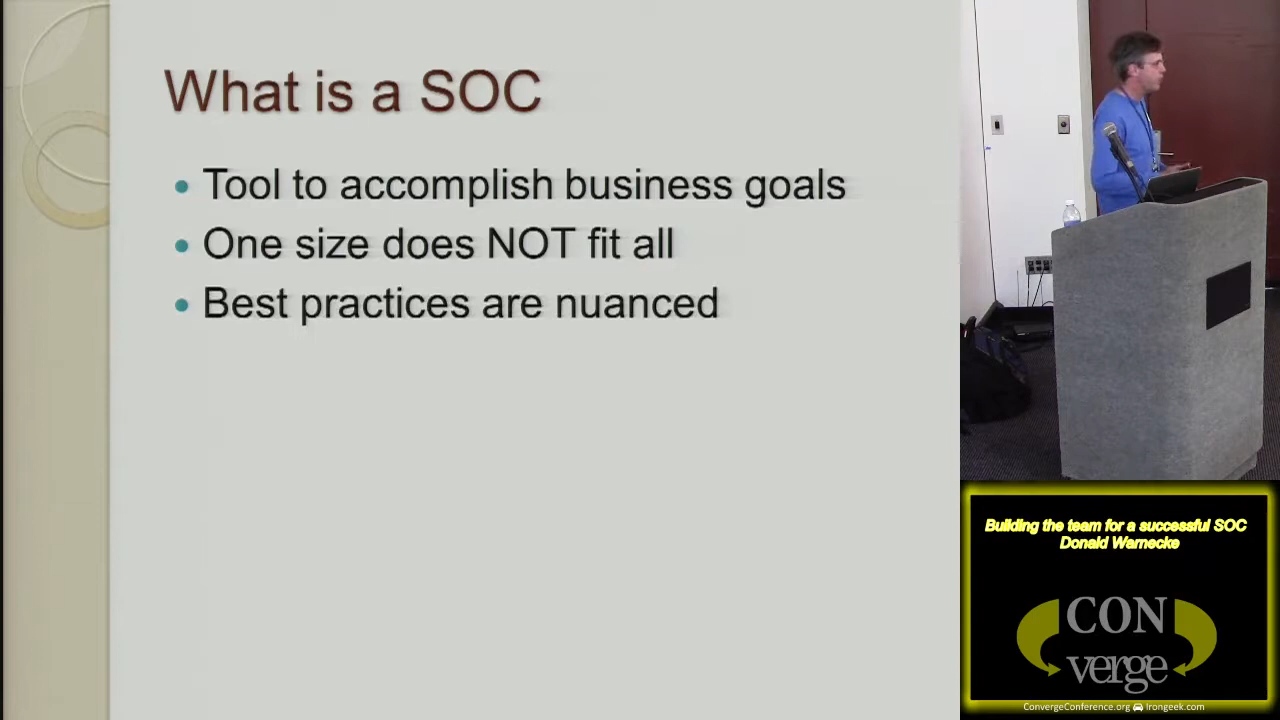 What is a SOC
Tool to accomplish business goals
One size does NOT fit all
Best practices are nuanced
Building the team for a successful SOC
Donald Warnecke
CON
verge
ConvergeConference.org Irongeek.com